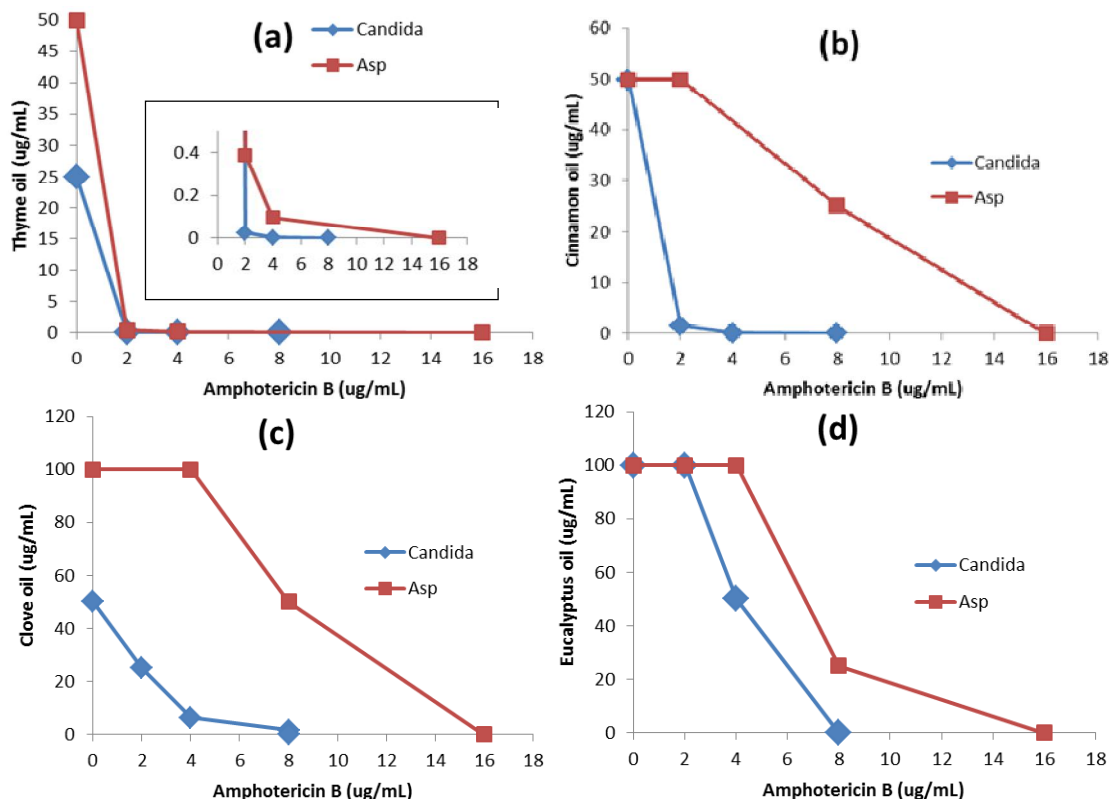 (a)
Candida
Asp
Thyme oil (ug/mL)
50
45
40
35
30
25
20
15
10
5
0
0.4
0.2
0
0 2 4 6 8 10 12 14 16 18
0 2 4 6 8 10 12 14 16 18
Amphotericin B (ug/mL)
(b)
Candida
Asp
Cinnamon oil (ug/mL)
60
50
40
30
20
10
0
0 2 4 6 8 10 12 14 16 18
Amphotericin B (ug/mL)
(c)
Candida
Asp
Clove oil (ug/mL)
120
100
80
60
40
20
0
0 2 4 6 8 10 12 14 16 18
Amphotericin B (ug/mL)
(d)
Candida
Asp
Eucalyptus oil (ug/mL)
120
100
80
60
40
20
0
0 2 4 6 8 10 12 14 16 18
Amphotericin B (ug/mL)